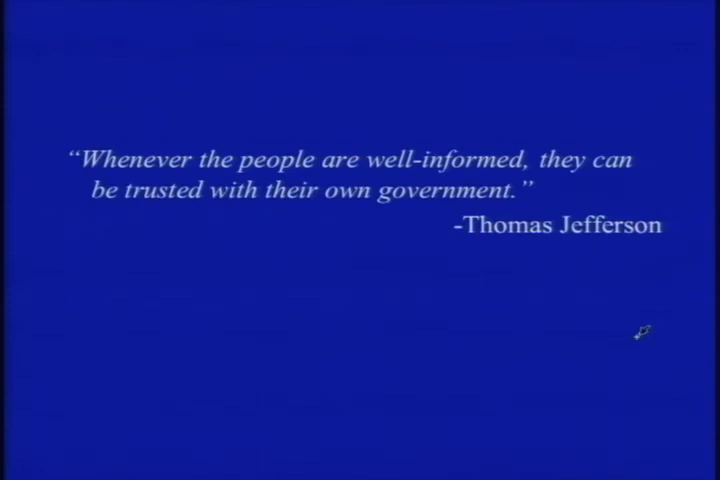 “Whenever the people are well-informed, they can
be trusted with their own government.”
-Thomas Jefferson